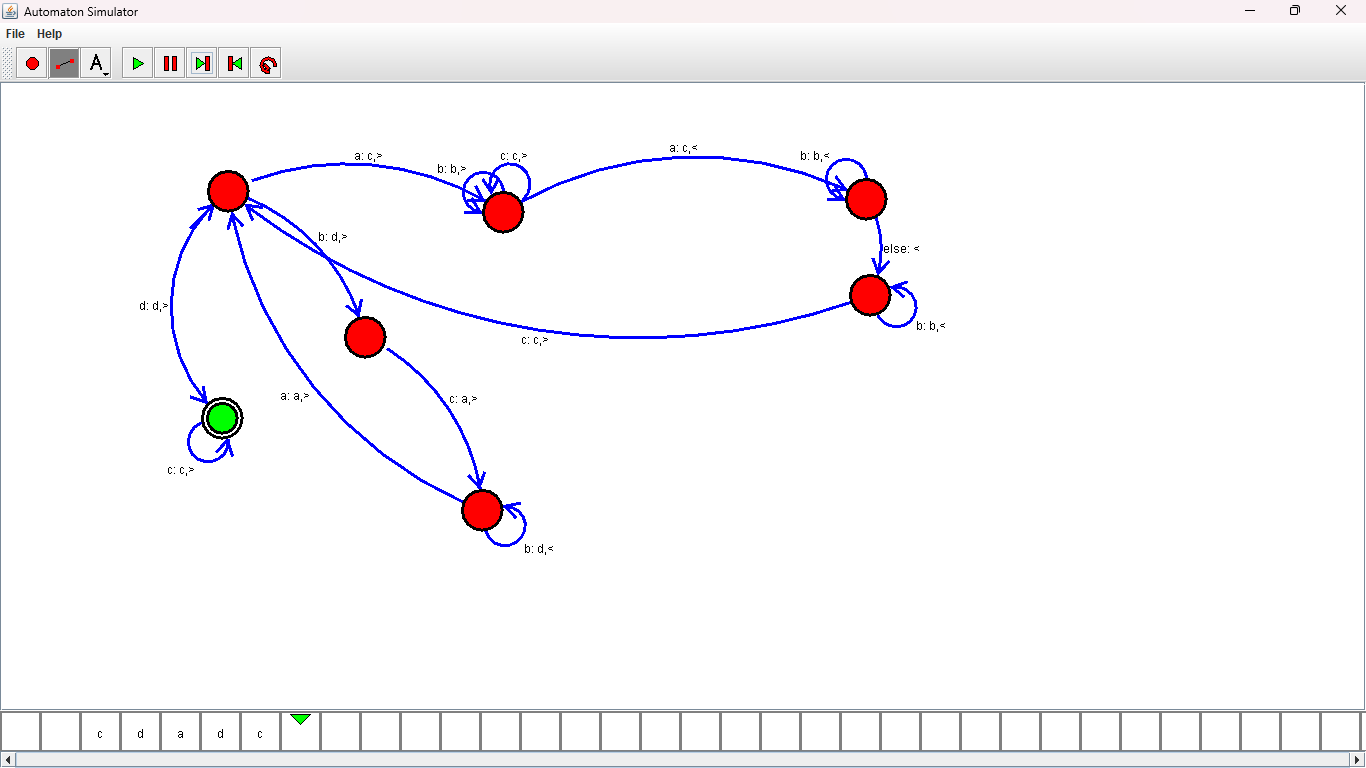 Automaton Simulator
File Help
A
a: c,>
b: b,>
c: c,>
a: c,<
b: b,<
b: d,>
else: <
d: d,>
c: c,>
b: b,<
a: a,>
c: a,>
c: c,>
b: d,<
c d a d c